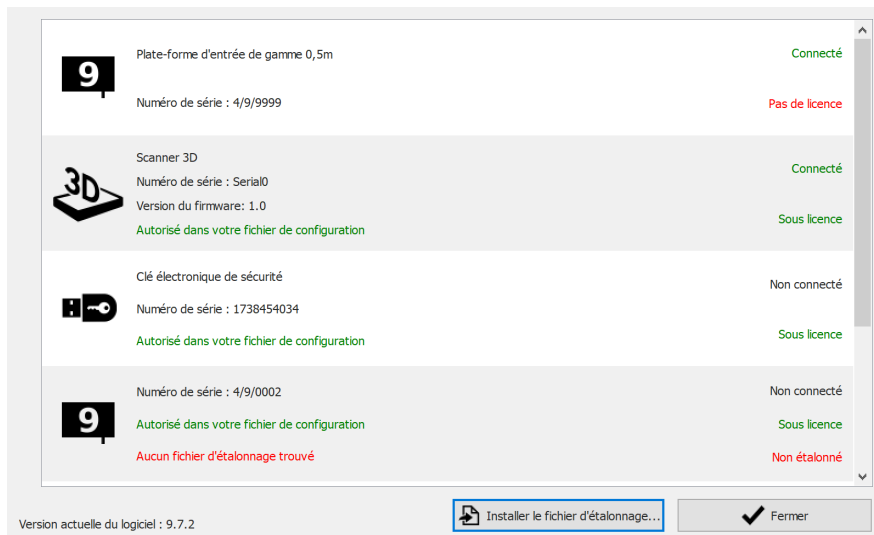 9
Plate-forme d'entrée de gamme 0,5m
Connecté
Numéro de série : 4/9/9999
Pas de licence
3D
Scanner 3D
Connecté
Numéro de série : Serial0
Version du firmware: 1.0
Sous licence
Autorisé dans votre fichier de configuration
Clé électronique de sécurité
Non connecté
Numéro de série : 1738454034
Sous licence
Autorisé dans votre fichier de configuration
9
Numéro de série : 4/9/0002
Non connecté
Autorisé dans votre fichier de configuration
Sous licence
Aucun fichier d'étalonnage trouvé
Non étalonné
Version actuelle du logiciel : 9.7.2
Installer le fichier d'étalonnage...
Fermer